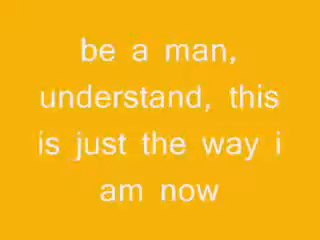 be a man,
understand, this
is just the way i
am now